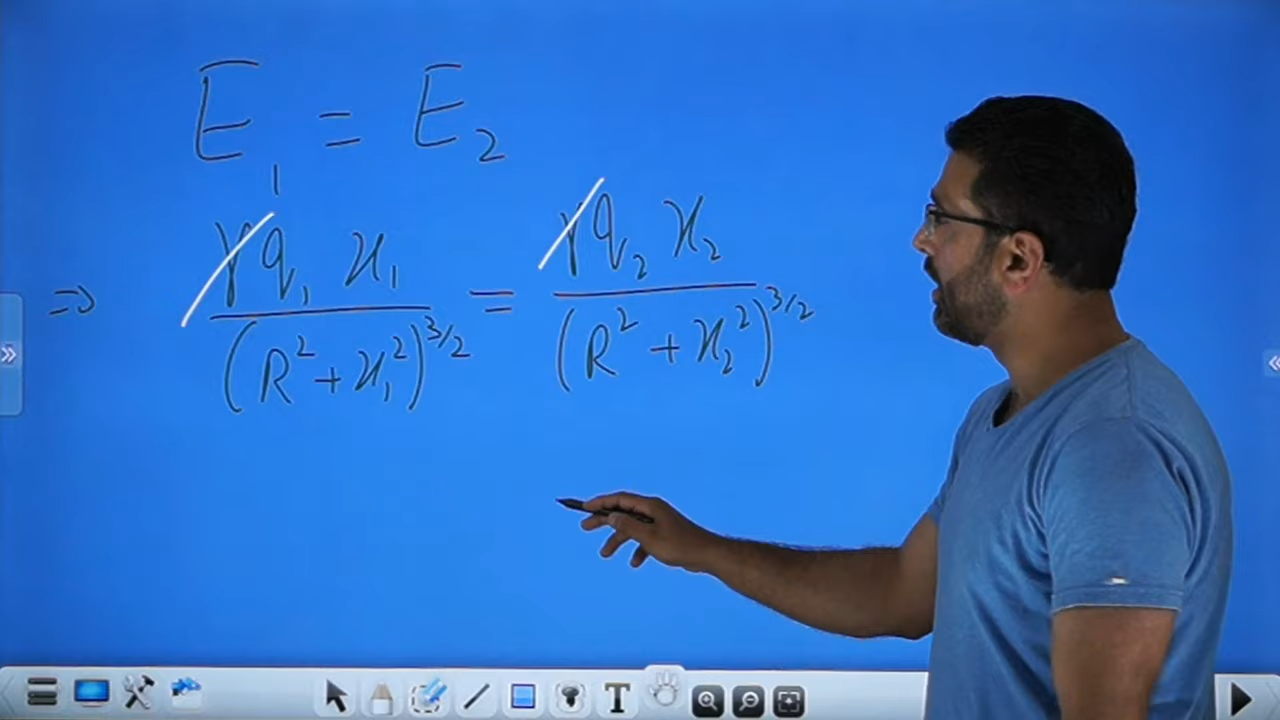 E₁ = E₂
⇒ γq₁ x₁ / (R² + x₁²)^3/2 = γq₂ x₂ / (R² + x₂²)^3/2
T